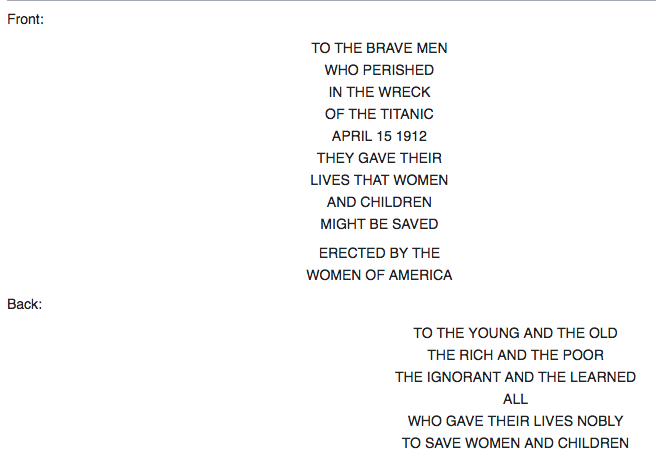 Front:
TO THE BRAVE MEN
WHO PERISHED
IN THE WRECK
OF THE TITANIC
APRIL 15 1912
THEY GAVE THEIR
LIVES THAT WOMEN
AND CHILDREN
MIGHT BE SAVED
ERECTED BY THE
WOMEN OF AMERICA
Back:
TO THE YOUNG AND THE OLD
THE RICH AND THE POOR
THE IGNORANT AND THE LEARNED
ALL
WHO GAVE THEIR LIVES NOBLY
TO SAVE WOMEN AND CHILDREN